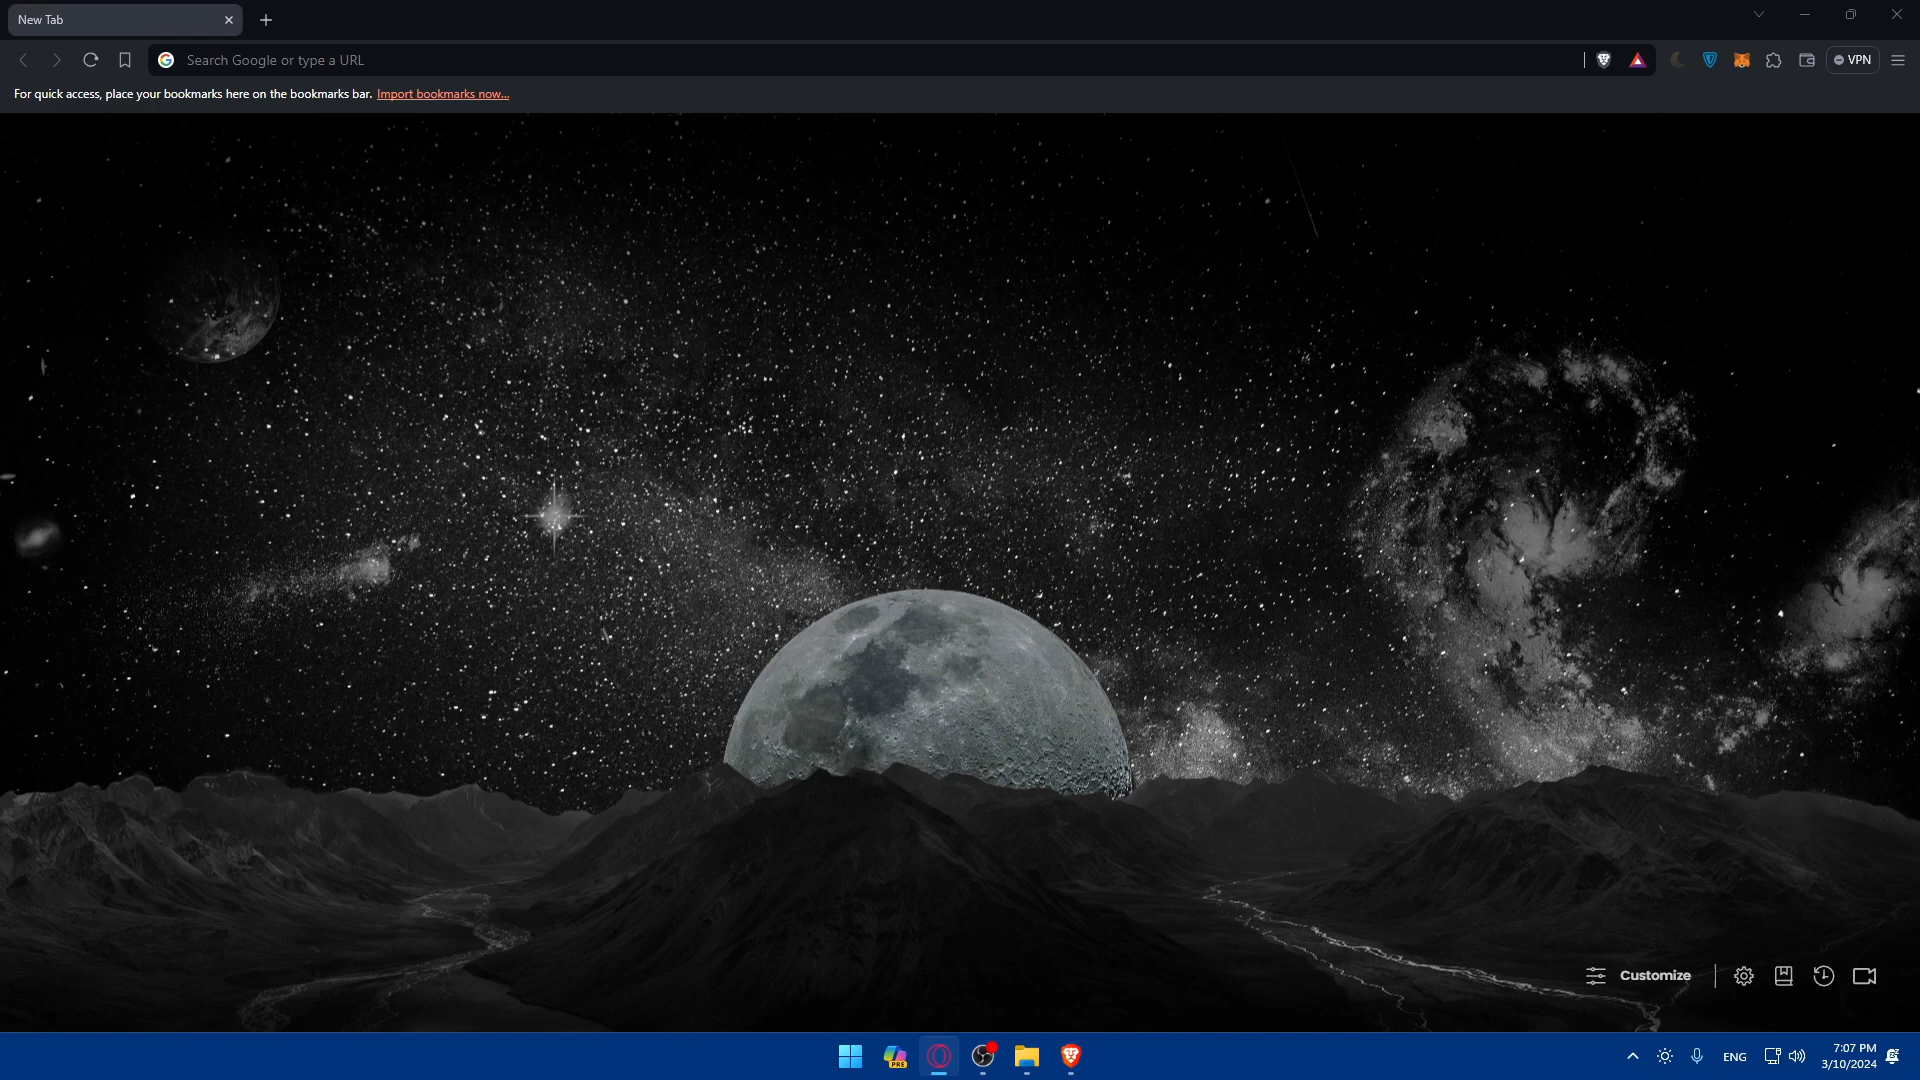 New Tab
Search Google or type a URL
VPN
For quick access, place your bookmarks here on the bookmarks bar. Import bookmarks now...
Customize
PRE
ENG
7:07 PM
3/10/2024